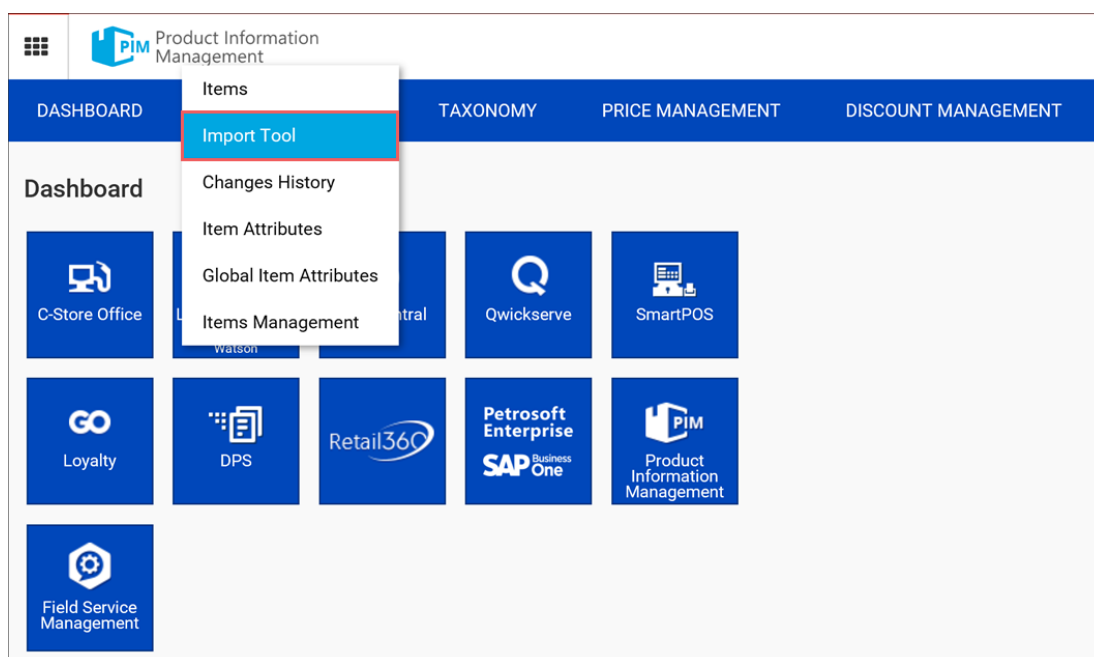 PIM Product Information
Management
Items
DASHBOARD
TAXONOMY
PRICE MANAGEMENT
DISCOUNT MANAGEMENT
Import Tool
Changes History
Dashboard
Item Attributes
Global Item Attributes
Items Management
C-Store Office
Watson
Qwickserve
SmartPOS
Loyalty
DPS
Retail360
Petrosoft
Enterprise
SAP Business
One
PIM
Product
Information
Management
Field Service
Management